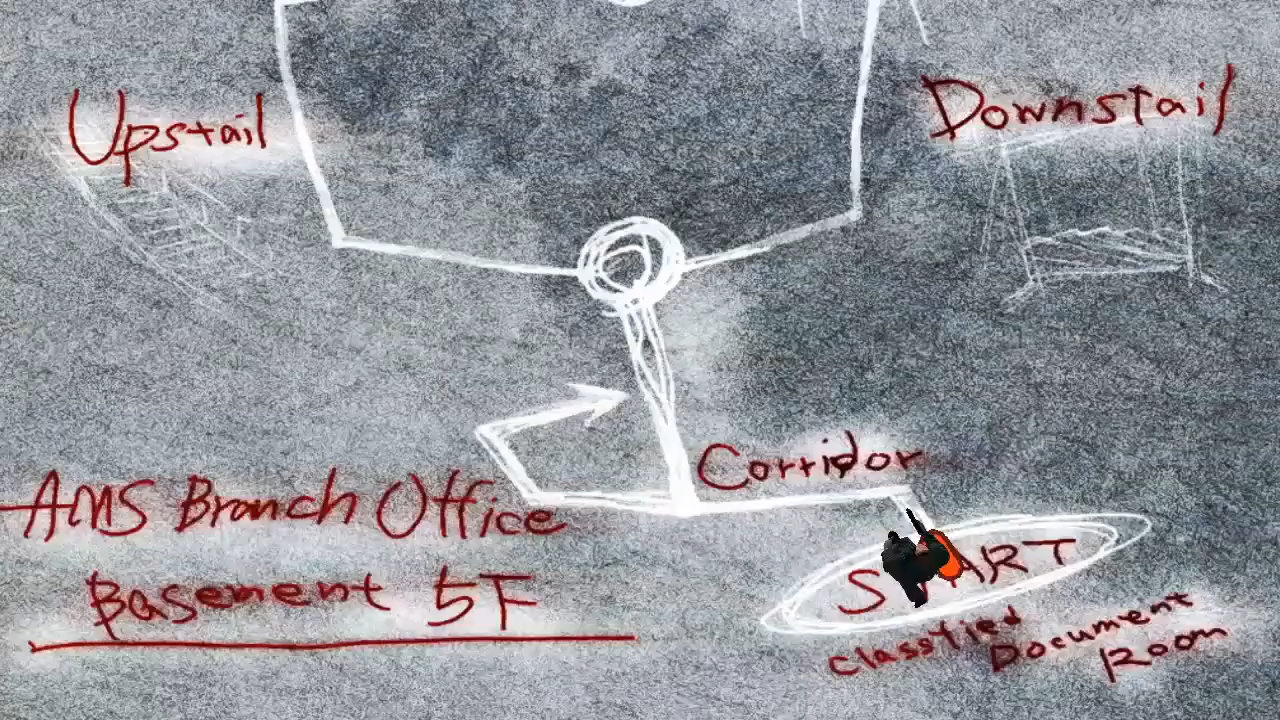 Upstail
Downstail
Corridor
AMS Branch Office
Basement 5F
START
Classfied
Document
Room